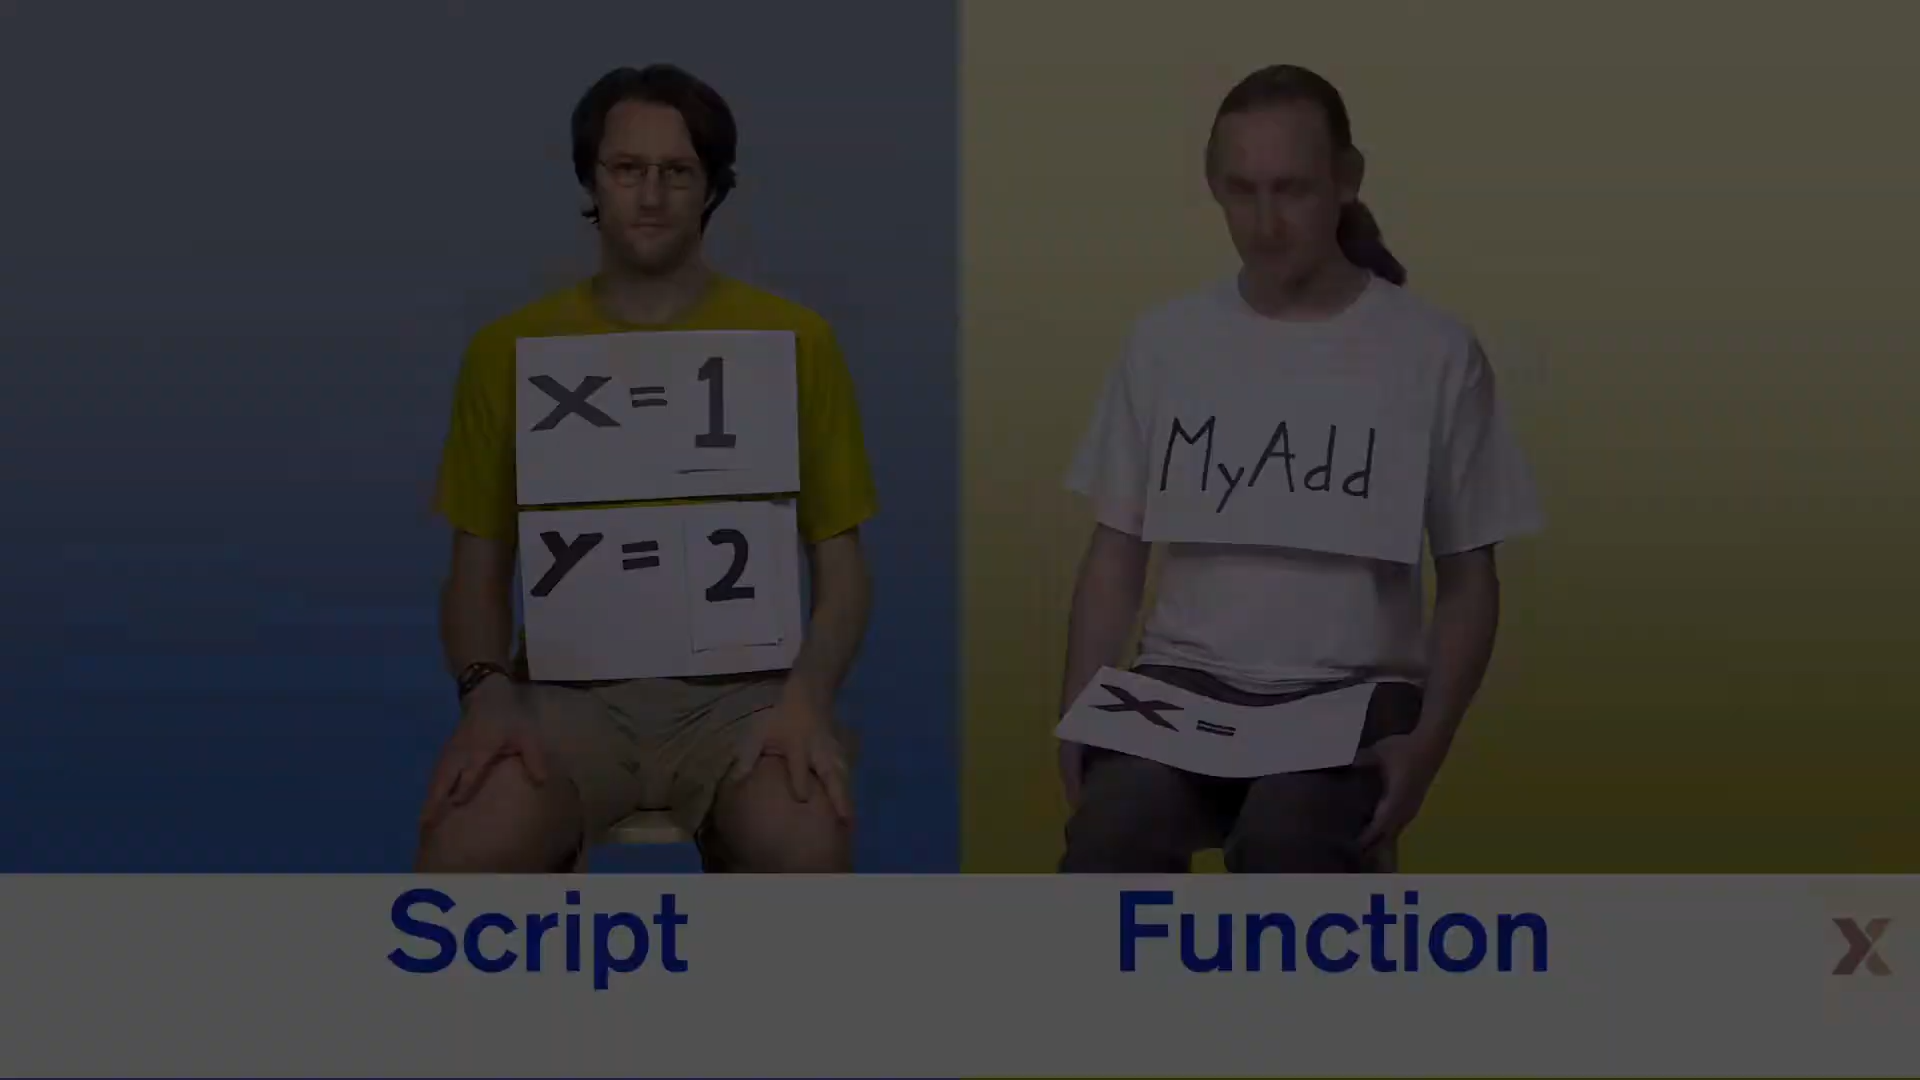 X = 1
Y = 2
MyAdd
X =
Script
Function